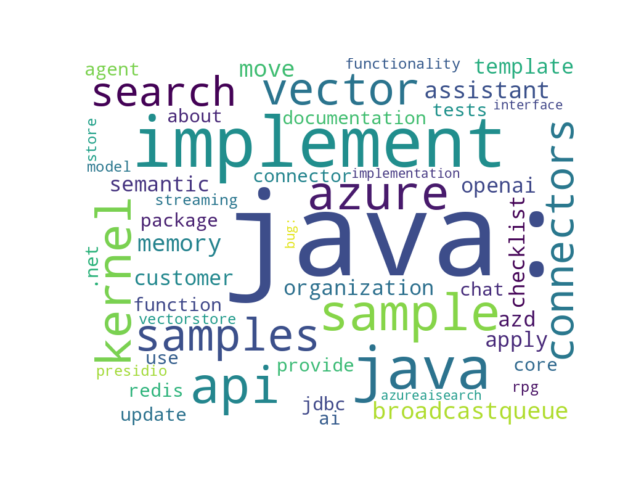 functionality
agent
move
template
search
vector
assistant
about
documentation
tests
interface
store
implement
model
connector
implementation
semantic
azure
openai
streaming
package
java:
bug:
checklist
connectors
kernel
memory
.net
customer
organization
chat
function
sample
vectorstore
samples
azd
apply
use
provide
java
core
presidio
api
redis
azureaisearch
rpg
jdbc
broadcastqueue
update
ai